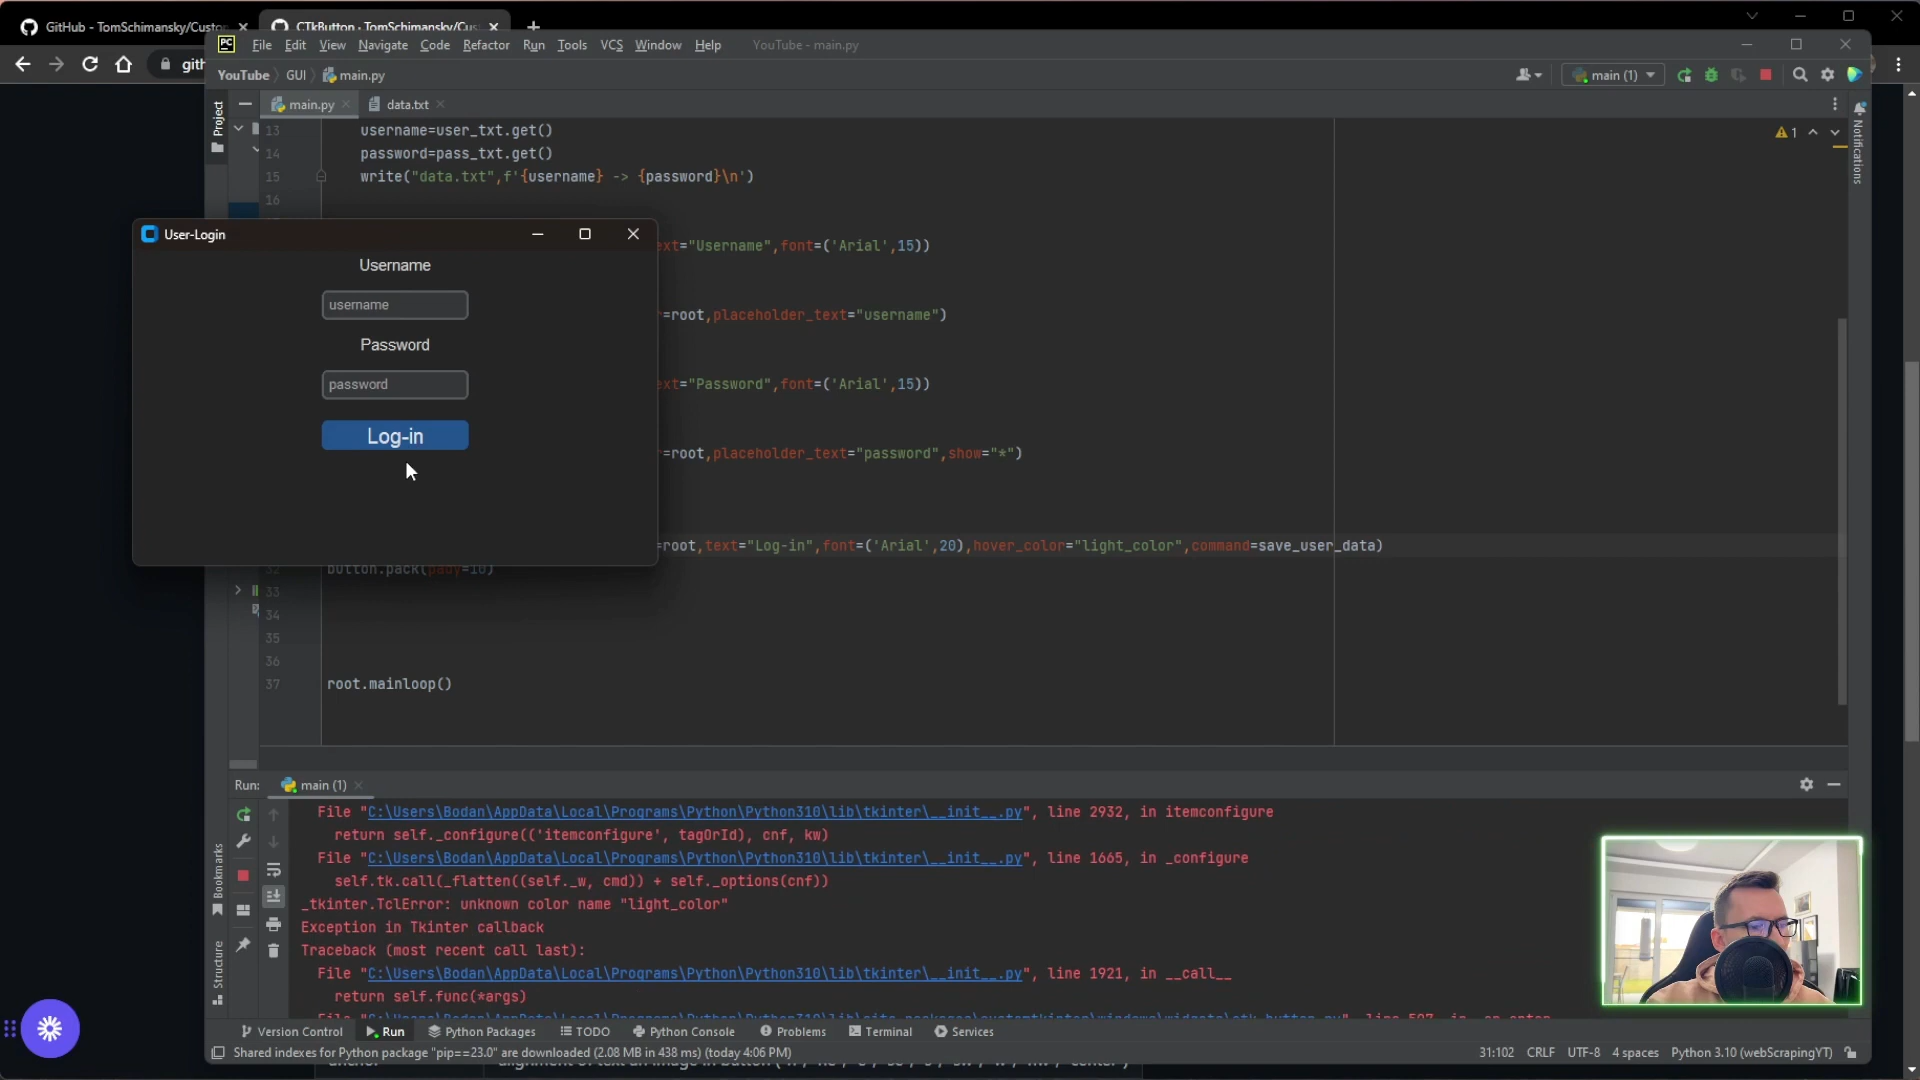 GitHub - TomSchimansky/Custo
CTkButton · TomSchimansky/Cus
gith
File Edit View Navigate Code Refactor Run Tools VCS Window Help YouTube - main.py
YouTube GUI main.py
main (1)
Project
main.py
data.txt
Notifications
1
13 username=user_txt.get()
14 password=pass_txt.get()
15 write("data.txt",f'{username} -> {password}\n')
16
User-Login
Username
username
Password
password
Log-in
ext="Username",font=('Arial',15))
=root,placeholder_text="username")
ext="Password",font=('Arial',15))
=root,placeholder_text="password",show="*")
=root,text="Log-in",font=('Arial',20),hover_color="light_color",command=save_user_data)
32 button.pack(pady=10)
33
34
35
36
37 root.mainloop()
Run: main (1)
File "C:\Users\Bodan\AppData\Local\Programs\Python\Python310\lib\tkinter\__init__.py", line 2932, in itemconfigure
return self._configure(('itemconfigure', tagOrId), cnf, kw)
File "C:\Users\Bodan\AppData\Local\Programs\Python\Python310\lib\tkinter\__init__.py", line 1665, in _configure
self.tk.call(_flatten((self._w, cmd)) + self._options(cnf))
_tkinter.TclError: unknown color name "light_color"
Exception in Tkinter callback
Traceback (most recent call last):
File "C:\Users\Bodan\AppData\Local\Programs\Python\Python310\lib\tkinter\__init__.py", line 1921, in __call__
return self.func(*args)
Bookmarks
Structure
Version Control Run Python Packages TODO Python Console Problems Terminal Services
Shared indexes for Python package "pip==23.0" are downloaded (2.08 MB in 438 ms) (today 4:06 PM)
31:102 CRLF UTF-8 4 spaces Python 3.10 (webScrapingYT)